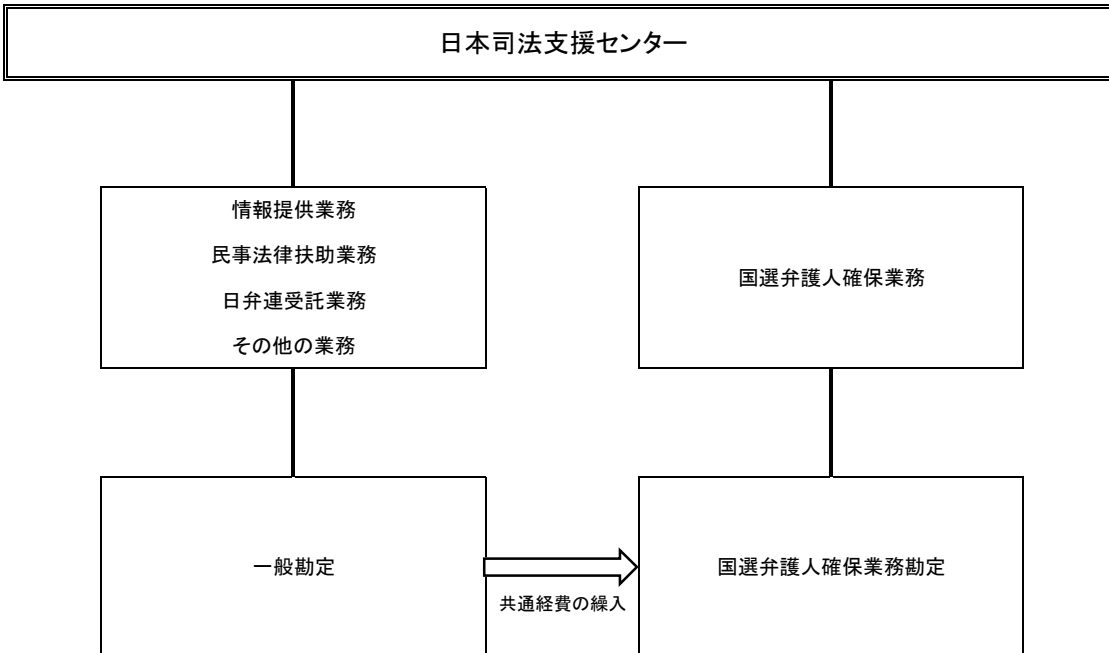 日本司法支援センター
情報提供業務
民事法律扶助業務
日弁連受託業務
その他の業務
国選弁護人確保業務
一般勘定
共通経費の繰入
国選弁護人確保業務勘定